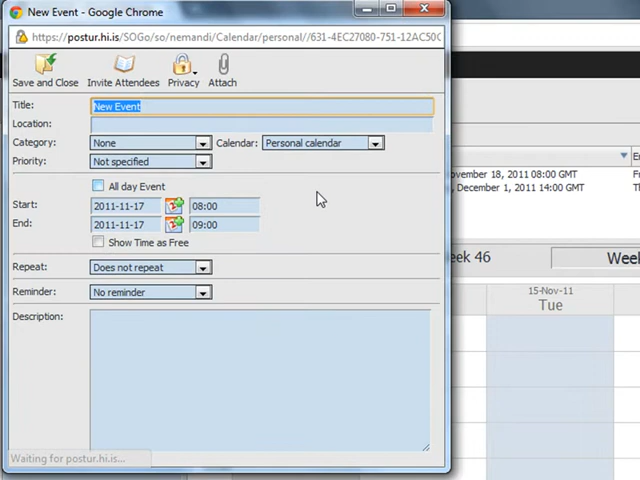 New Event - Google Chrome
https://postur.hi.is/SOGo/so/nemandi/Calendar/personal//631-4EC27080-751-12AC50C
Save and Close Invite Attendees Privacy Attach
Title: New Event
Location:
Category: None Calendar: Personal calendar
Priority: Not specified
All day Event
Start: 2011-11-17 08:00
End: 2011-11-17 09:00
Show Time as Free
Repeat: Does not repeat
Reminder: No reminder
Description:
Waiting for postur.hi.is...
ovember 18, 2011 08:00 GMT
, December 1, 2011 14:00 GMT
eek 46 Week
15-Nov-11
Tue